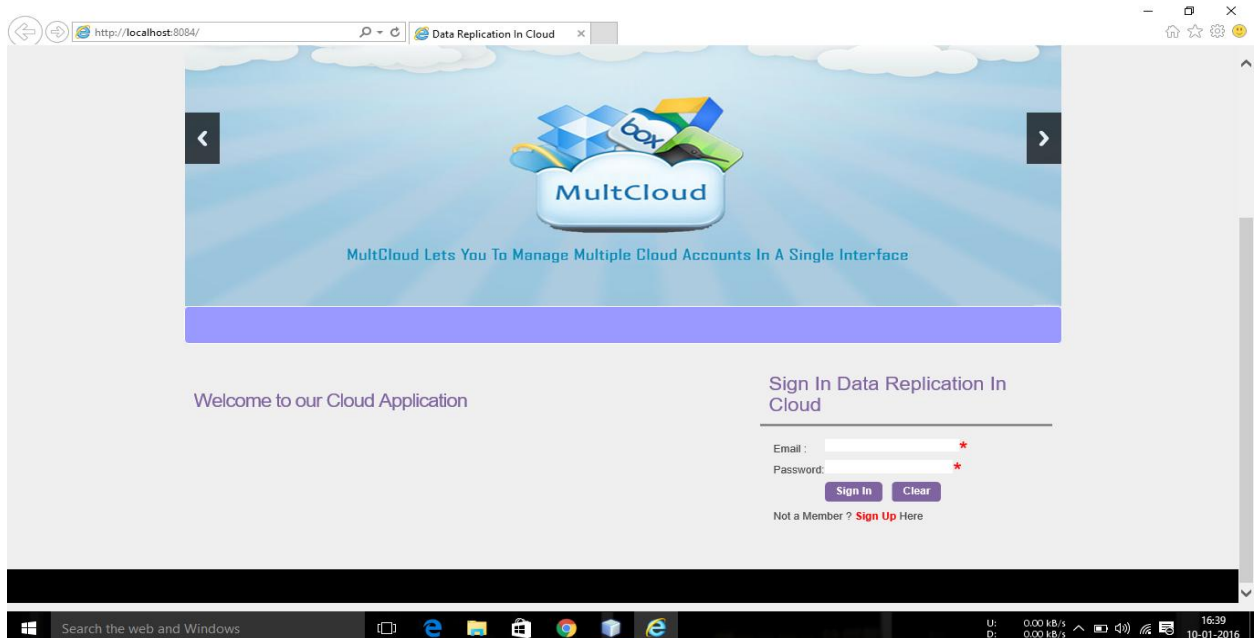 http://localhost:8084/
Data Replication In Cloud
box
MultCloud
MultCloud Lets You To Manage Multiple Cloud Accounts In A Single Interface
Welcome to our Cloud Application
Sign In Data Replication In
Cloud
Email :
*
Password:
*
Sign In
Clear
Not a Member ? Sign Up Here
Search the web and Windows
U: 0.00 kB/s
D: 0.00 kB/s
16:39
10-01-2016